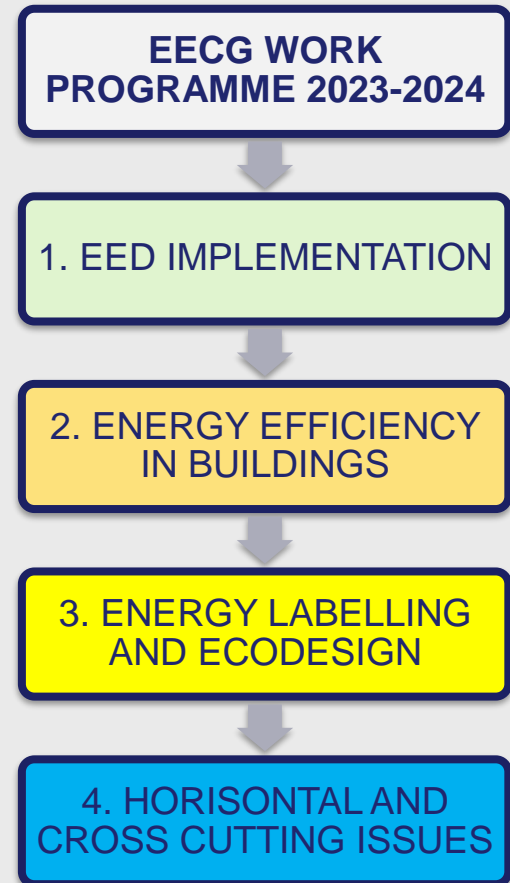 EECG WORK
PROGRAMME 2023-2024
1. EED IMPLEMENTATION
2. ENERGY EFFICIENCY
IN BUILDINGS
3. ENERGY LABELLING
AND ECODESIGN
4. HORISONTAL AND
CROSS CUTTING ISSUES